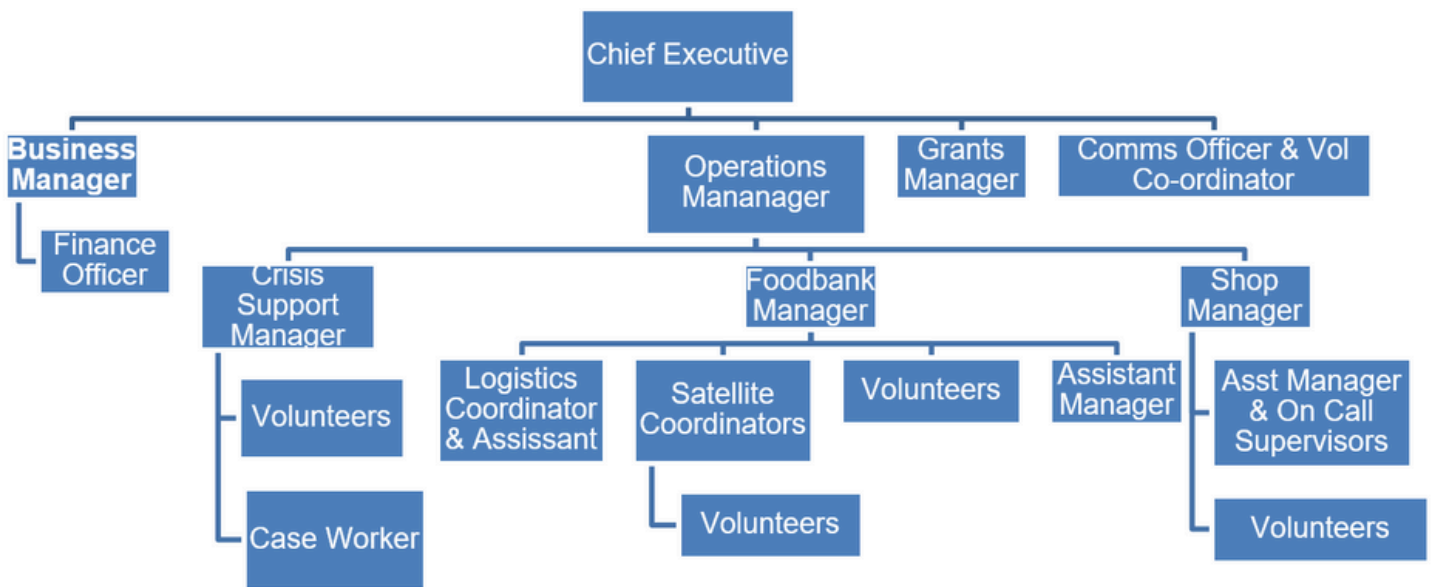 Chief Executive
Business
Manager
Operations
Mananager
Grants
Manager
Comms Officer & Vol
Co-ordinator
Finance
Officer
Crisis
Support
Manager
Foodbank
Manager
Shop
Manager
Logistics
Coordinator
& Assissant
Satellite
Coordinators
Volunteers
Assistant
Manager
Asst Manager
& On Call
Supervisors
Volunteers
Case Worker
Volunteers
Volunteers